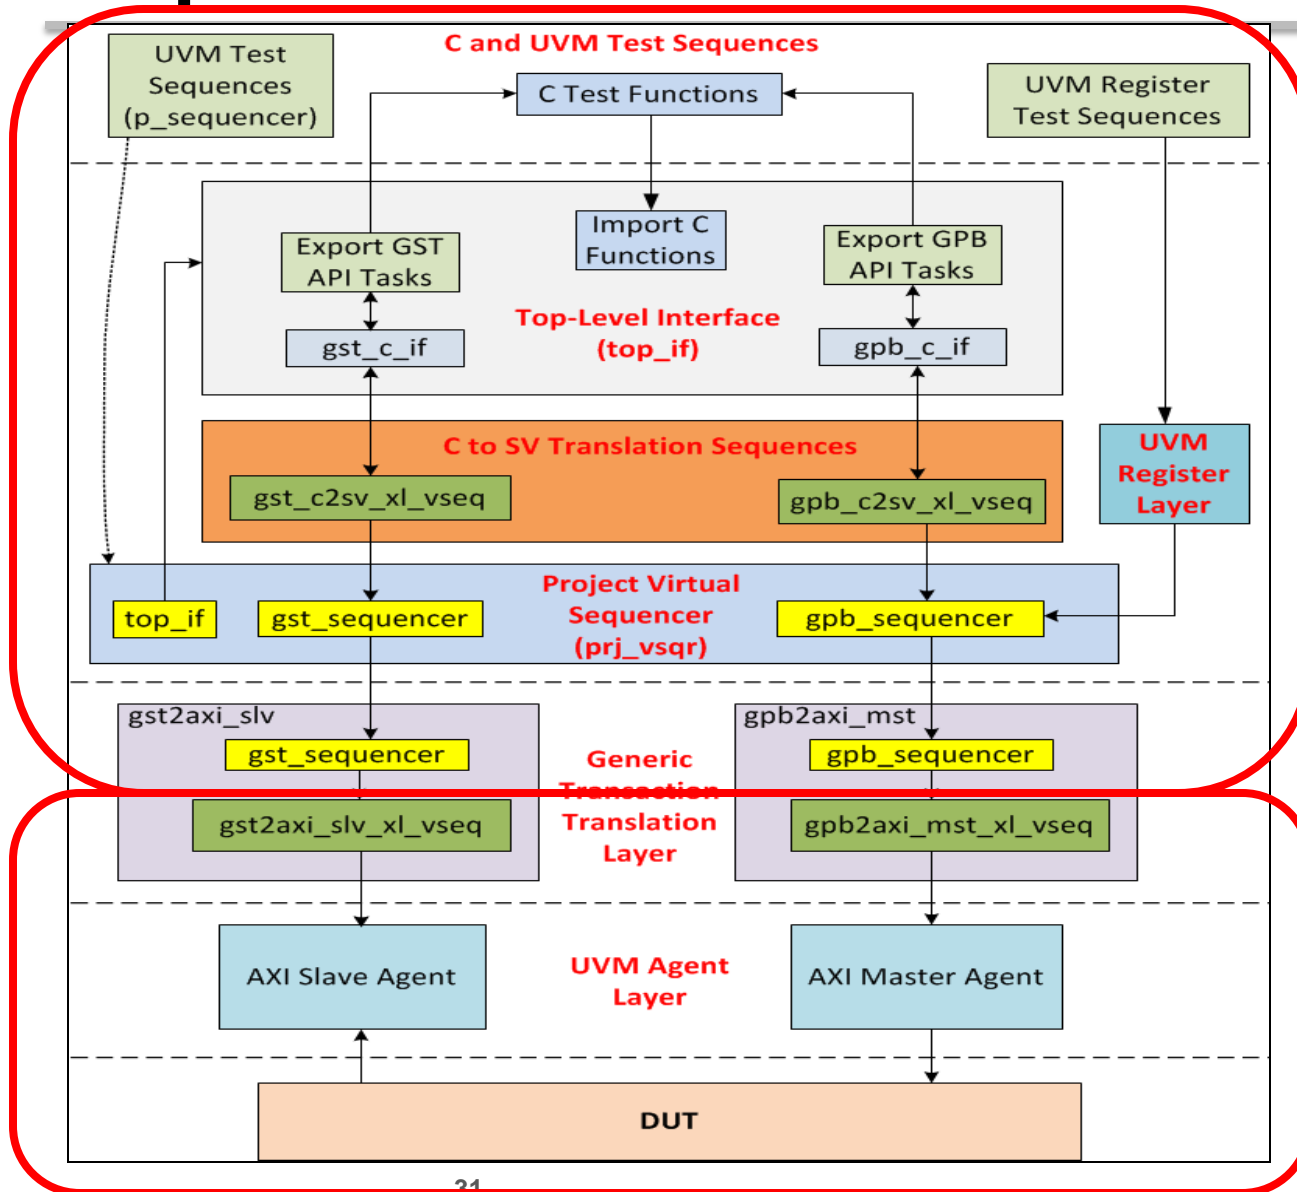 C and UVM Test Sequences
UVM Test
Sequences
(p_sequencer)
C Test Functions
UVM Register
Test Sequences
Export GST
API Tasks
Import C
Functions
Export GPB
API Tasks
Top-Level Interface
(top_if)
gst_c_if
gpb_c_if
C to SV Translation Sequences
gst_c2sv_xl_vseq
gpb_c2sv_xl_vseq
UVM
Register
Layer
Project Virtual
Sequencer
(prj_vsqr)
top_if
gst_sequencer
gpb_sequencer
gst2axi_slv
gpb2axi_mst
gst_sequencer
gpb_sequencer
Generic
Transaction
Translation
Layer
gst2axi_slv_xl_vseq
gpb2axi_mst_xl_vseq
AXI Slave Agent
UVM Agent
Layer
AXI Master Agent
DUT
31